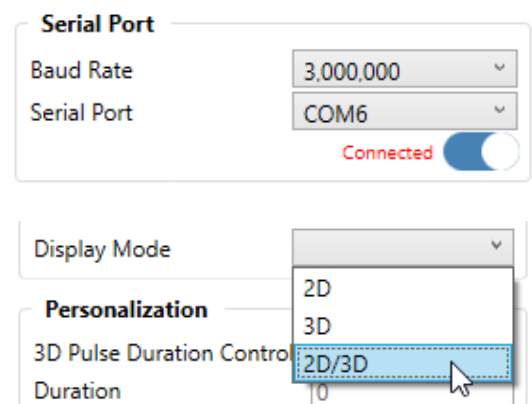 Serial Port
Baud Rate 3,000,000
Serial Port COM6
Connected
Display Mode
2D
Personalization
3D
3D Pulse Duration Control
2D/3D
Duration 0